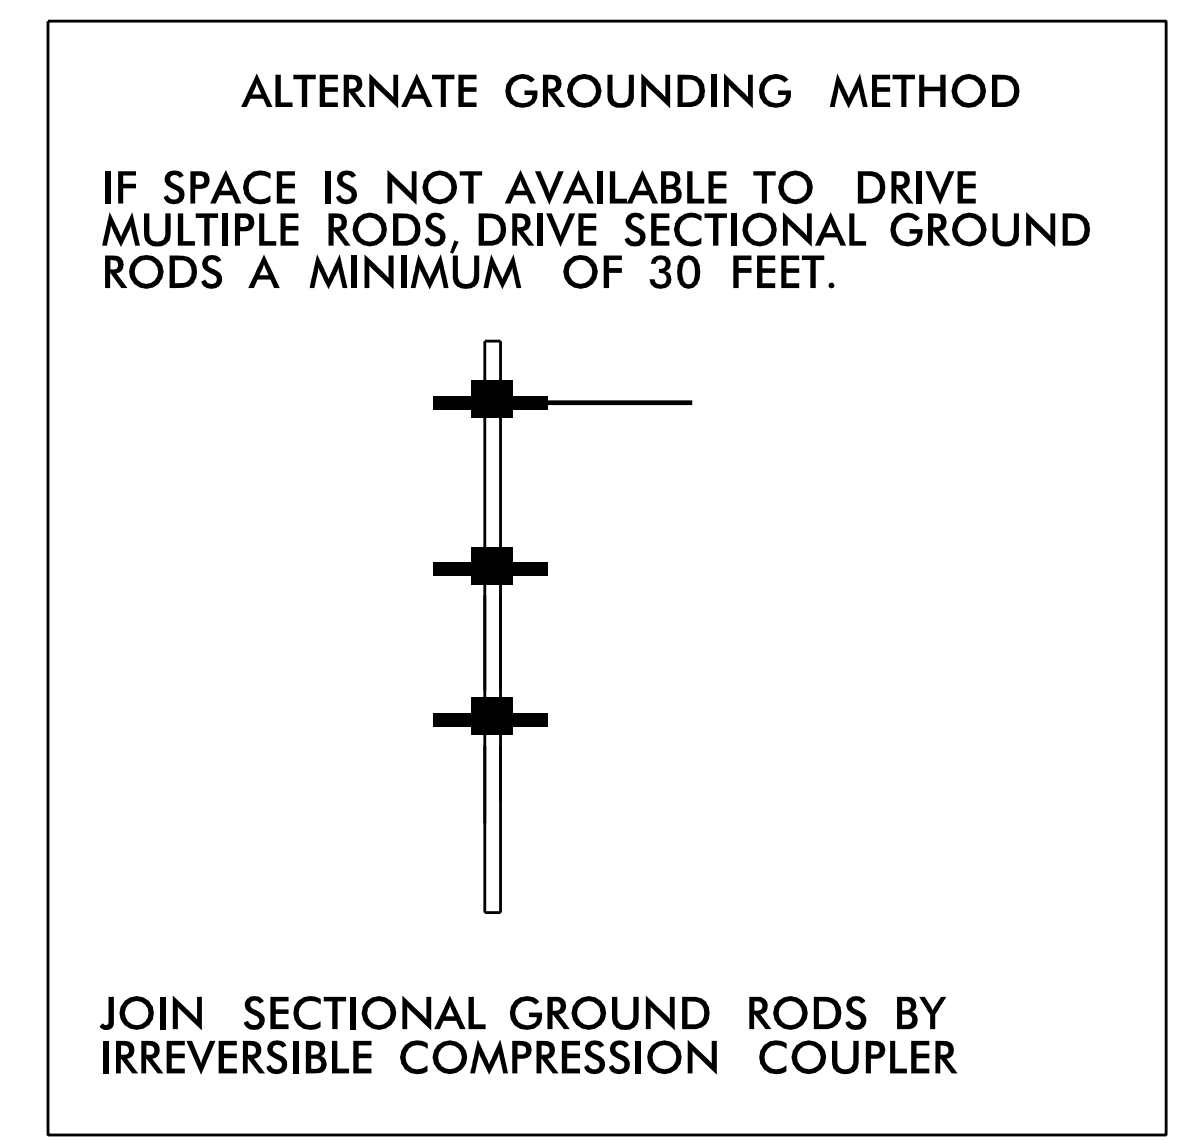 ALTERNATE GROUNDING METHOD
IF SPACE IS NOT AVAILABLE TO DRIVE
MULTIPLE RODS, DRIVE SECTIONAL GROUND
RODS A MINIMUM OF 30 FEET.
JOIN SECTIONAL GROUND RODS BY
IRREVERSIBLE COMPRESSION COUPLER